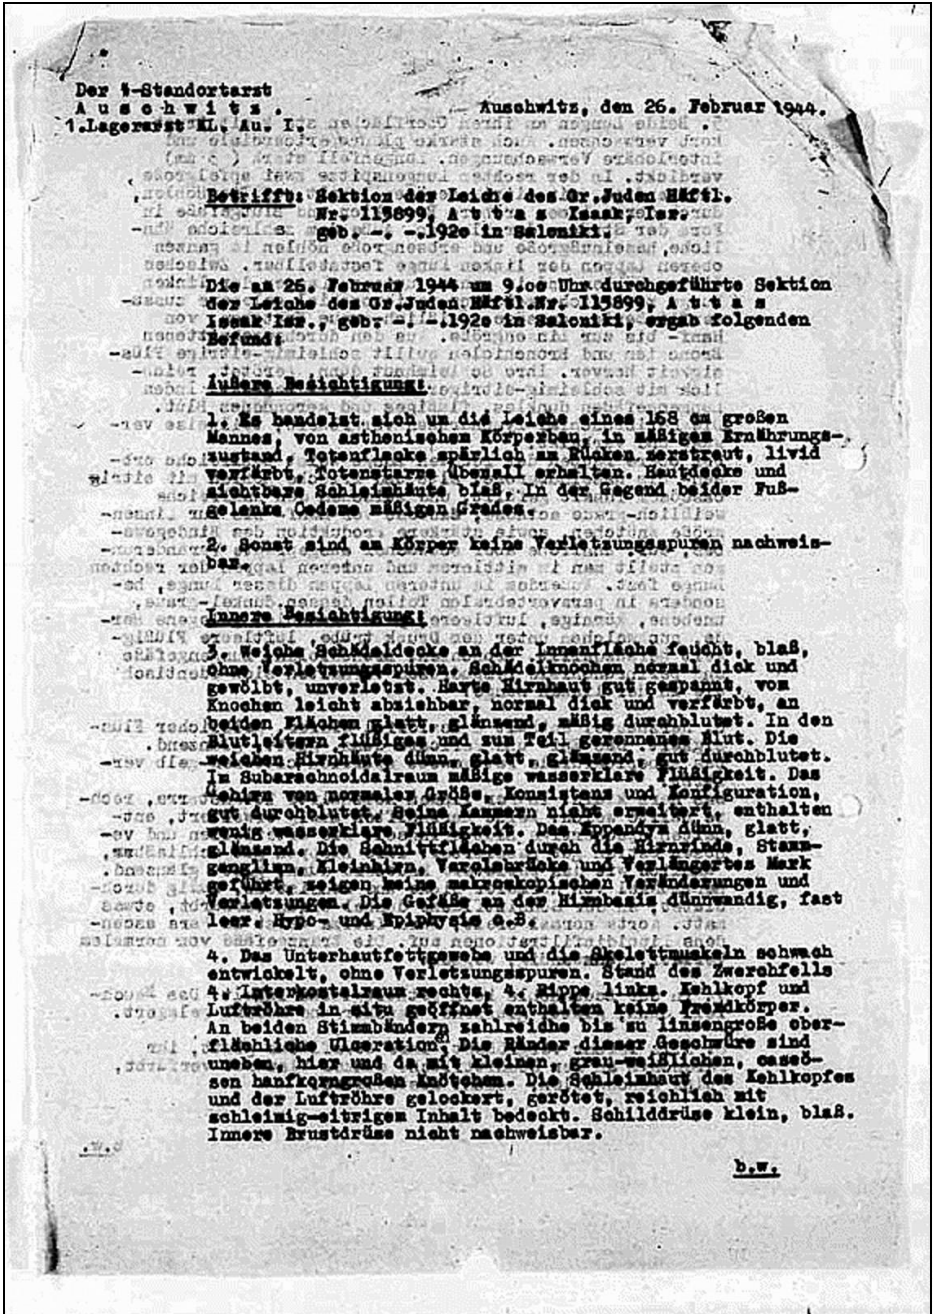 Der ᛋᛋ-Standortarzt
A u s c h w i t z .
1.Lagerarzt KL. Au. I.
Auschwitz, den 26. Februar 1944.
Betrifft: Sektion der Leiche des Gr.Juden Häftl.
Nr. 115899, A t t a s Isaak, Isr.
geb. -. -.192o in Saloniki.
Die am 26. Februar 1944 um 9.oo Uhr durchgeführte Sektion
der Leiche des Gr.Juden Häftl.Nr. 115899, A t t a s
Isaak Isr., geb. -. -.192o in Saloniki, ergab folgenden
Befund:
Äußere Besichtigung:
1. Es handelt sich um die Leiche eines 168 cm großen
Mannes, von asthenischem Körperbau, in mäßigem Ernährungs-
zustand. Totenflecke spärlich am Rücken zerstreut, livid
verfärbt, Totenstarre überall erhalten. Hautdecke und
sichtbare Schleimhäute blaß. In der Gegend beider Fuß-
gelenke Oedeme mäßigen Grades.
2. Sonst sind am Körper keine Verletzungsspuren nachweis-
bar.
Innere Besichtigung:
3. Weiche Schädeldecke an der Innenfläche feucht, blaß,
ohne Verletzungsspuren. Schädelknochen normal dick und
gewölbt, unverletzt. Harte Hirnhaut gut gespannt, vom
Knochen leicht abziehbar, normal dick und verfärbt, an
beiden Flächen glatt, glänzend, mäßig durchblutet. In den
Blutleitern flüßiges und zum Teil geronnenes Blut. Die
weichen Hirnhäute dünn, glatt, glänzend, gut durchblutet.
Im Subarachnoidalraum mäßige wasserklare Flüßigkeit. Das
Gehirn von normaler Größe, Konsistenz und Konfiguration,
gut durchblutet. Seine Kammern nicht erweitert, enthalten
wenig wasserklare Flüßigkeit. Das Eppendym dünn, glatt,
glänzend. Die Schnittflächen durch die Hirnrinde, Stamm-
ganglien, Kleinhirn, Varolsbrücke und Verlängertes Mark
geführt, zeigen keine makroskopischen Veränderungen und
Verletzungen. Die Gefäße an der Hirnbasis dünnwandig, fast
leer. Hypo- und Epiphysis o.B.
4. Das Unterhautfettgewebe und die Skelettmuskeln schwach
entwickelt, ohne Verletzungsspuren. Stand des Zwerchfells
4. Interkostalraum rechts, 4. Rippe links. Kehlkopf und
Luftröhre in situ geöffnet enthalten keine Fremdkörper.
An beiden Stimmbändern zahlreiche bis zu linsengroße ober-
flächliche Ulceration. Die Ränder dieser Geschwüre sind
uneben, hier und da mit kleinen, grau-weißlichen, caseö-
sen hanfkorngroßen Knötchen. Die Schleimhaut des Kehlkopfes
und der Luftröhre gelockert, gerötet, reichlich mit
schleimig-eitrigem Inhalt bedeckt. Schilddrüse klein, blaß.
Innere Brustdrüse nicht nachweisbar.
b.w.